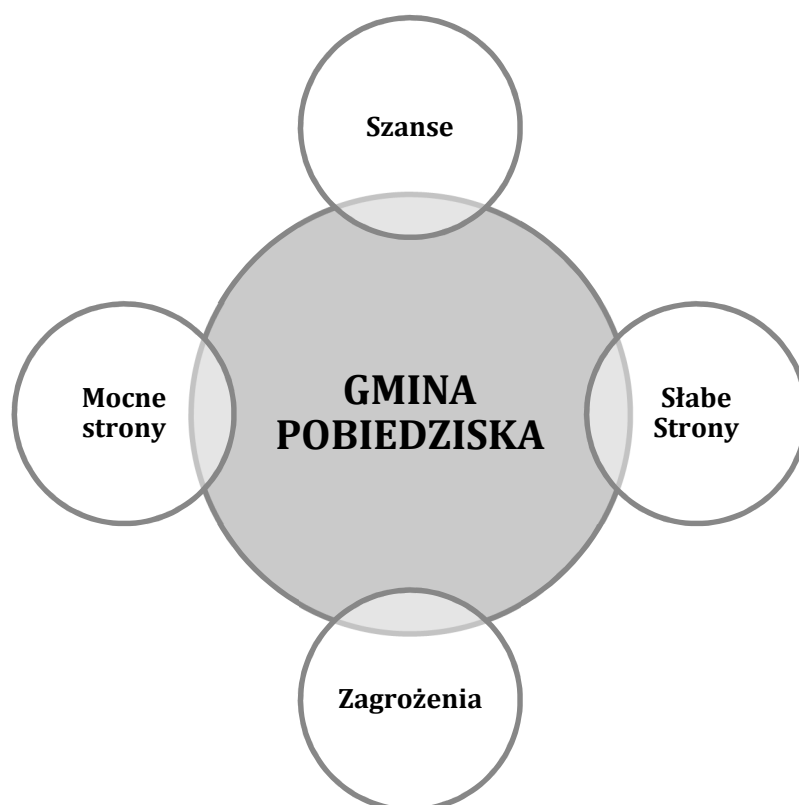 Szanse
Mocne
strony
GMINA
POBIEDZISKA
Słabe
Strony
Zagrożenia